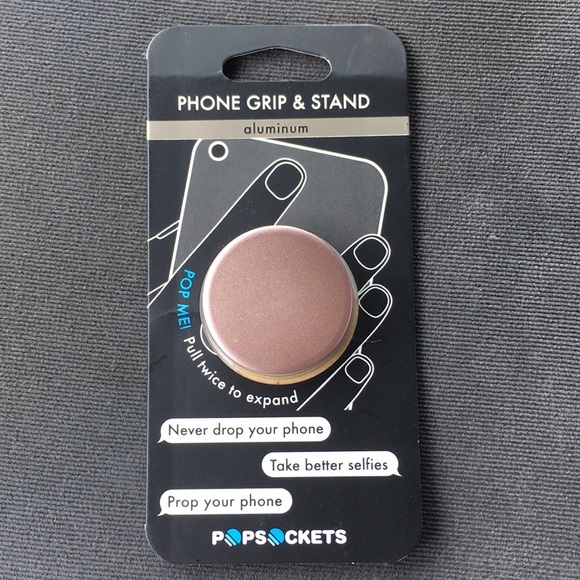 PHONE GRIP & STAND
aluminum
POP ME! Pull twice to expand
Never drop your phone
Take better selfies
Prop your phone
POPSOCKETS